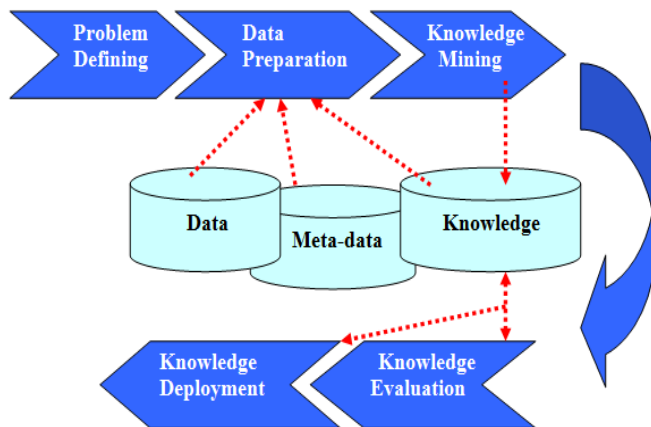 Problem
Defining
Data
Preparation
Knowledge
Mining
Data
Meta-data
Knowledge
Knowledge
Deployment
Knowledge
Evaluation